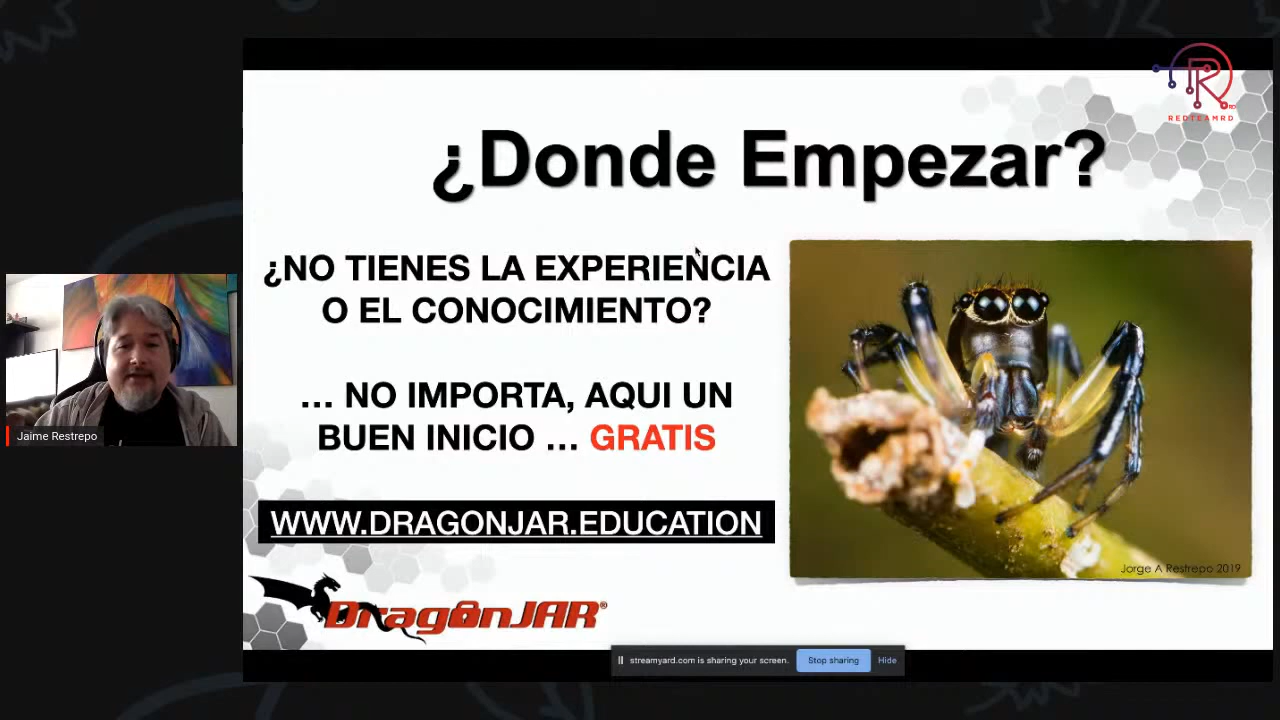 REDTEAMRD
¿Donde Empezar?
¿NO TIENES LA EXPERIENCIA
O EL CONOCIMIENTO?
... NO IMPORTA, AQUI UN
BUEN INICIO ... GRATIS
WWW.DRAGONJAR.EDUCATION
DragonJAR®
Jorge A Restrepo 2019
Jaime Restrepo
streamyard.com is sharing your screen. Stop sharing Hide